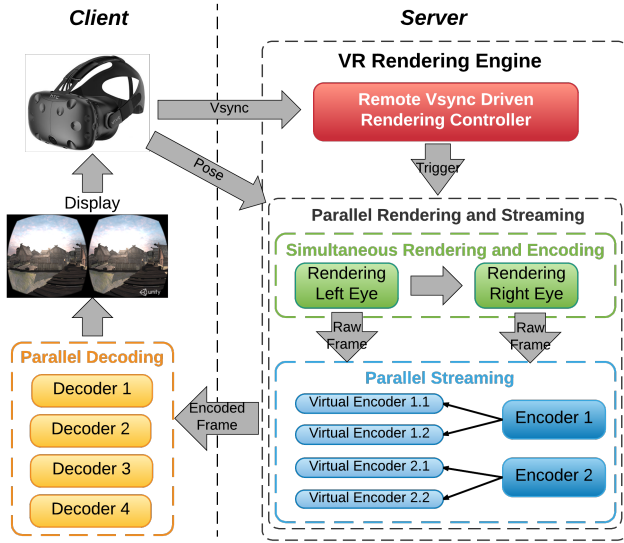 Client
Server
VR Rendering Engine
Vsync
Remote Vsync Driven
Rendering Controller
Pose
Trigger
Display
Parallel Rendering and Streaming
Simultaneous Rendering and Encoding
Rendering
Left Eye
Rendering
Right Eye
unity
Raw
Frame
Raw
Frame
Parallel Decoding
Decoder 1
Decoder 2
Decoder 3
Decoder 4
Encoded
Frame
Parallel Streaming
Virtual Encoder 1.1
Virtual Encoder 1.2
Virtual Encoder 2.1
Virtual Encoder 2.2
Encoder 1
Encoder 2